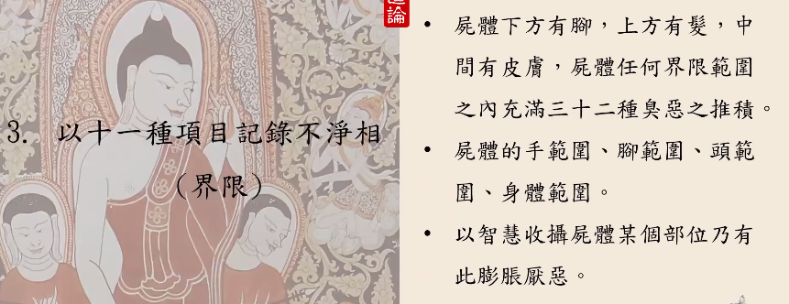 論
3. 以十一種項目記錄不淨相
(界限)
• 屍體下方有腳，上方有髮，中
間有皮膚，屍體任何界限範圍
之內充滿三十二種臭惡之推積。
• 屍體的手範圍、腳範圍、頭範
圍、身體範圍。
• 以智慧收攝屍體某個部位乃有
此膨脹厭惡。